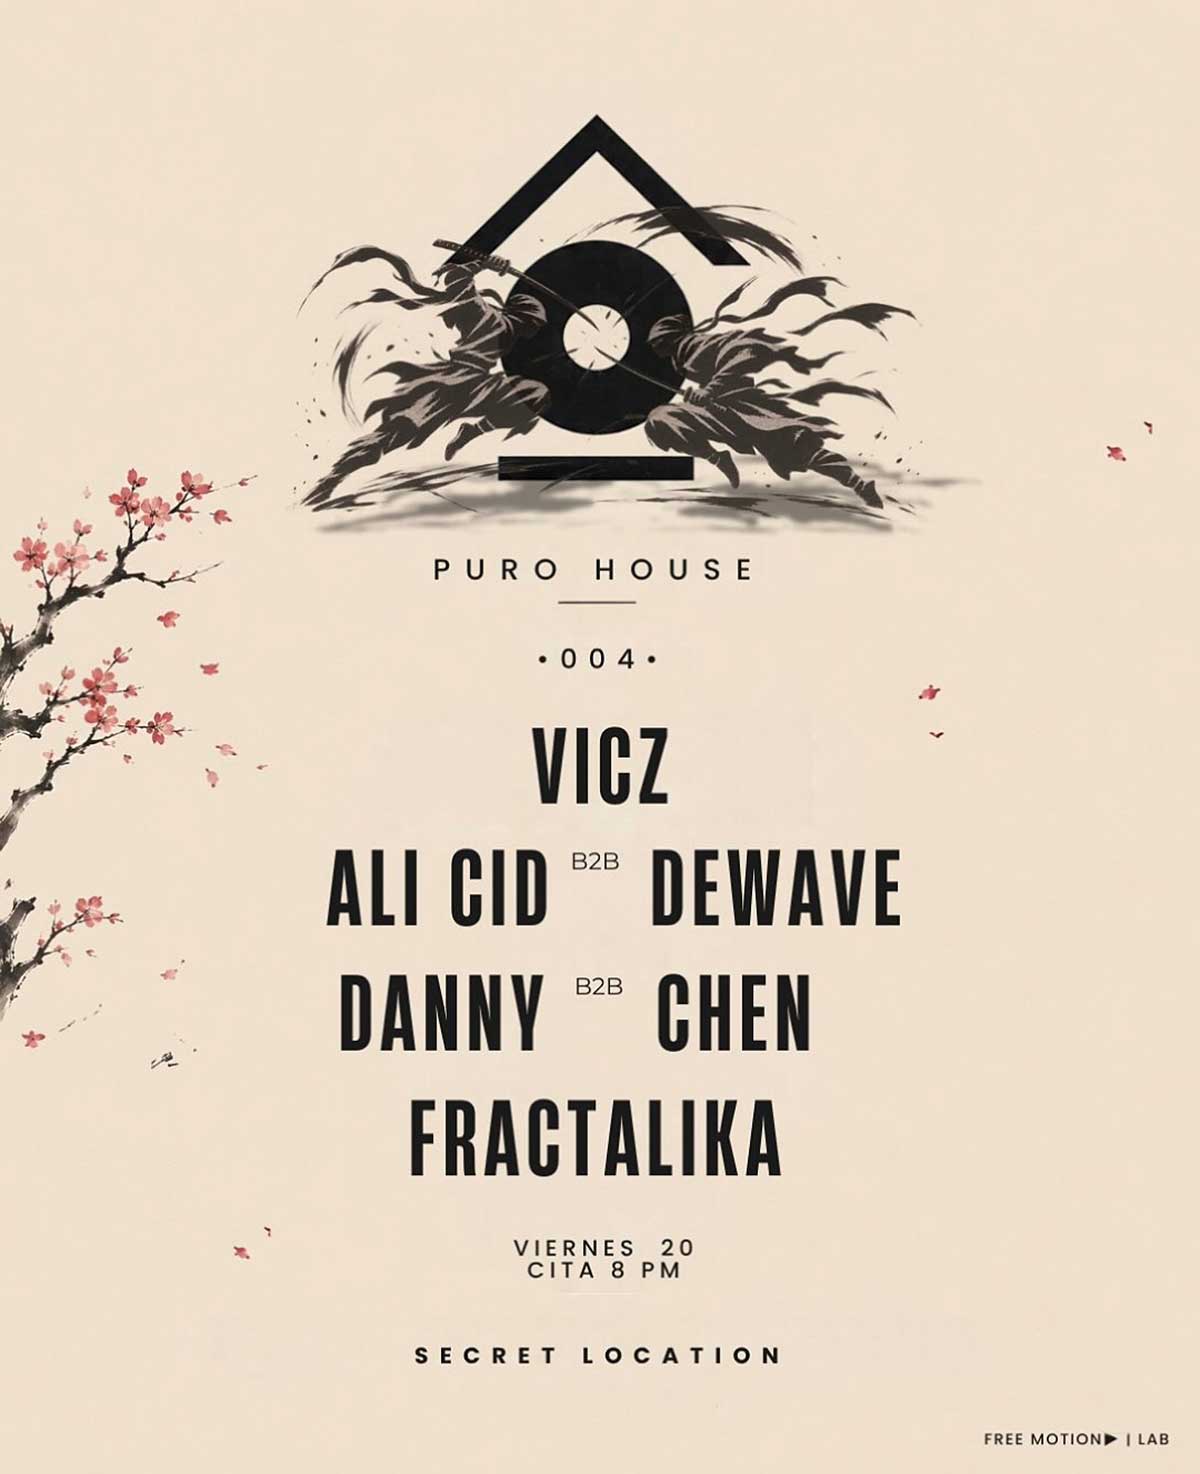 PURO HOUSE
•004•
VICZ
ALI CID B2B DEWAVE
DANNY B2B CHEN
FRACTALIKA
VIERNES 20
CITA 8 PM
SECRET LOCATION
FREE MOTION▶ | LAB